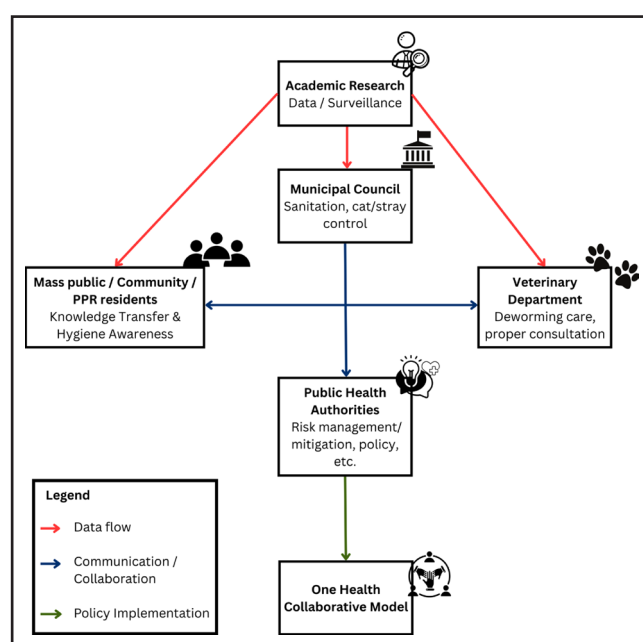 Academic Research
Data / Surveillance
Municipal Council
Sanitation, cat/stray
control
Mass public / Community /
PPR residents
Knowledge Transfer &
Hygiene Awareness
Veterinary
Department
Deworming care,
proper consultation
Public Health
Authorities
Risk management/
mitigation, policy,
etc.
Legend
Data flow
Communication /
Collaboration
Policy Implementation
One Health
Collaborative Model